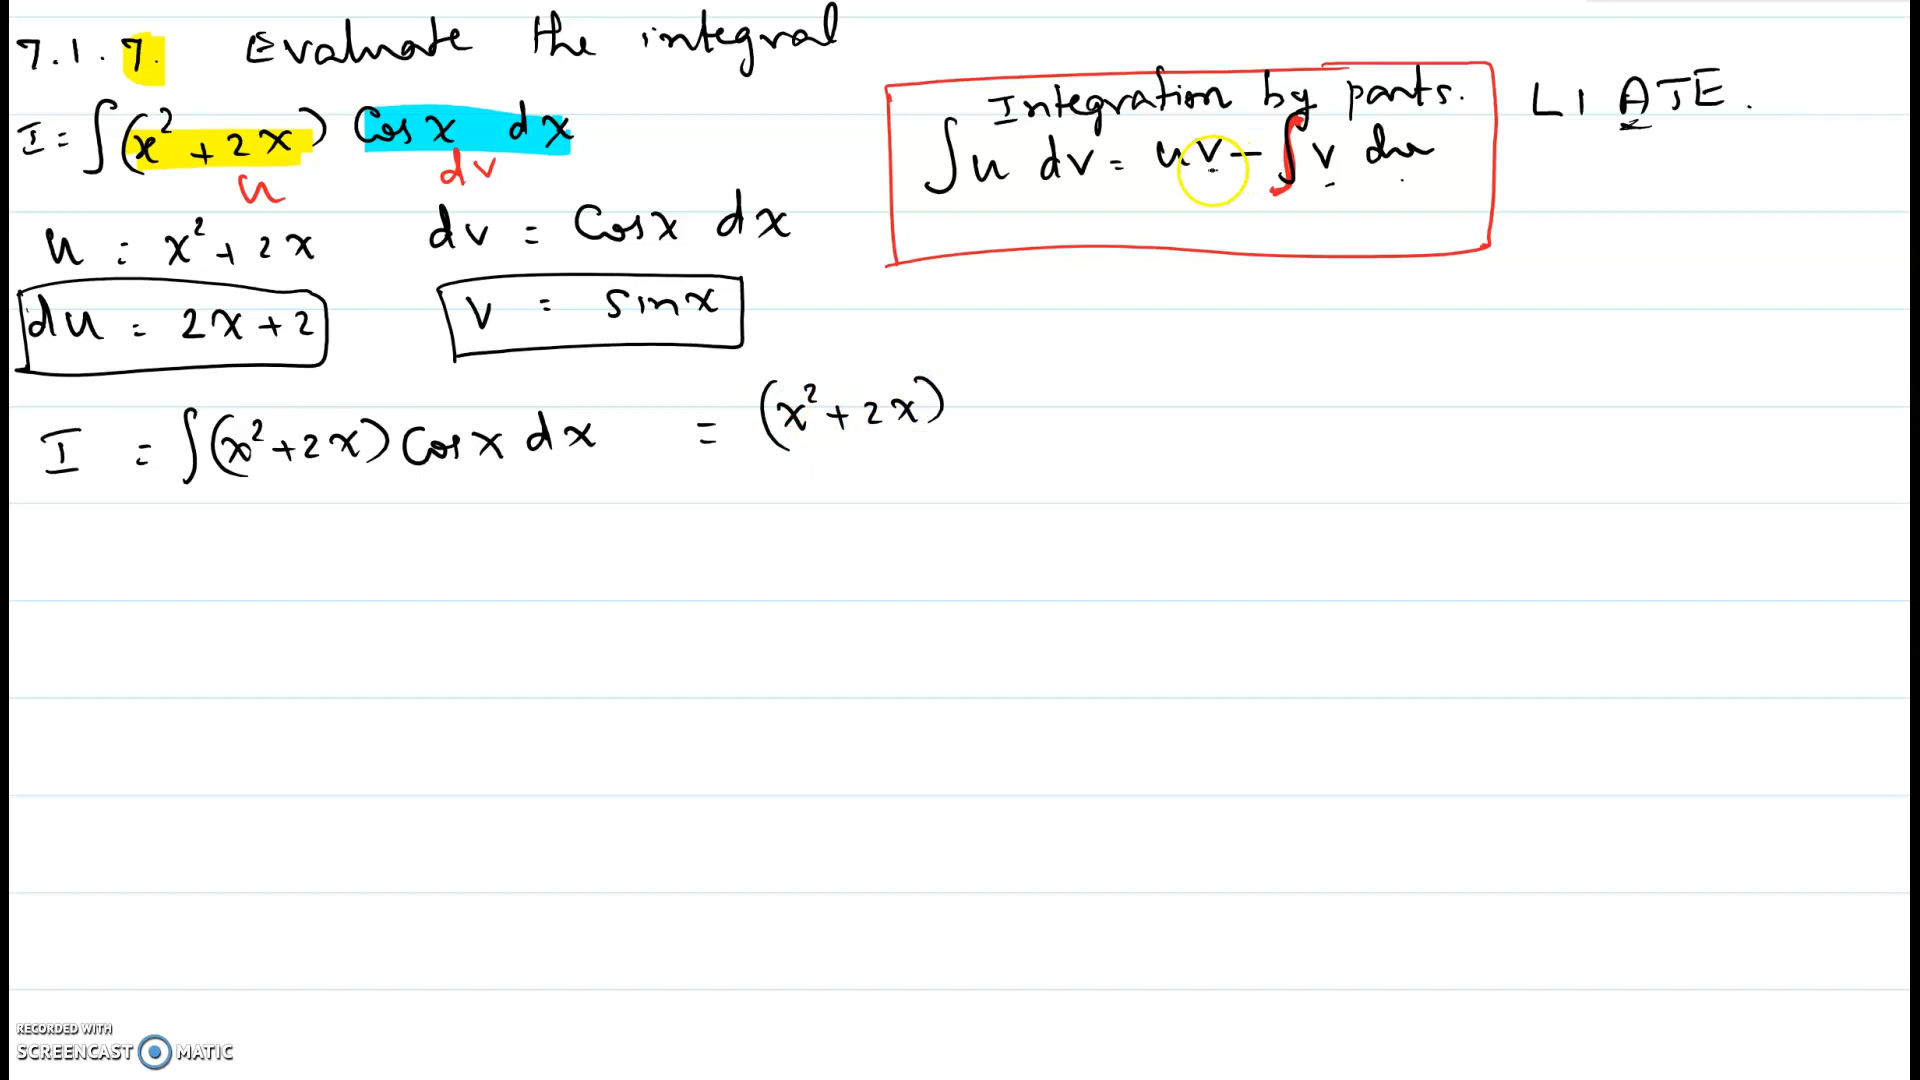 7.1.7. Evaluate the integral
I = ∫(x² + 2x) Cos x dx
u dv
u = x² + 2x dv = Cos x dx
du = 2x + 2 v = sin x
I = ∫(x² + 2x) Cos x dx = (x² + 2x)
Integration by parts.
∫ u dv = uv - ∫ v du
LIATE.
RECORDED WITH
SCREENCAST MATIC